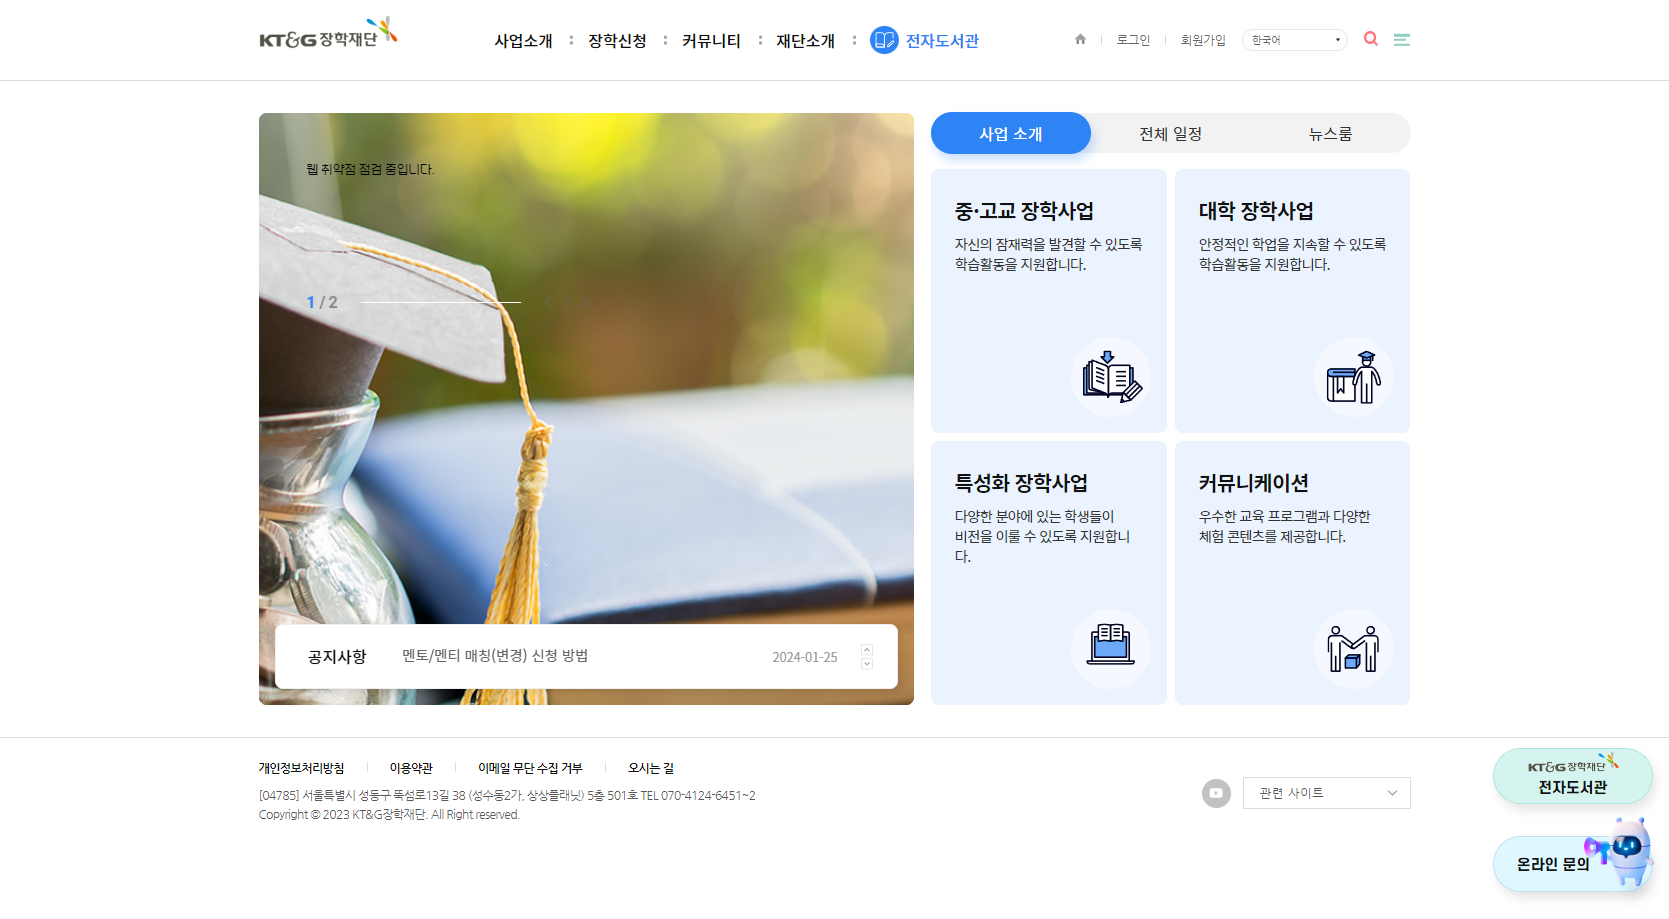 KT&G 장학재단
사업소개
장학신청
커뮤니티
재단소개
전자도서관
로그인
회원가입
한국어
웹 취약점 점검 중입니다.
1 / 2
공지사항
멘토/멘티 매칭(변경) 신청 방법
2024-01-25
사업 소개
전체 일정
뉴스룸
중·고교 장학사업
자신의 잠재력을 발견할 수 있도록
학습활동을 지원합니다.
대학 장학사업
안정적인 학업을 지속할 수 있도록
학습활동을 지원합니다.
특성화 장학사업
다양한 분야에 있는 학생들이
비전을 이룰 수 있도록 지원합니
다.
커뮤니케이션
우수한 교육 프로그램과 다양한
체험 콘텐츠를 제공합니다.
개인정보처리방침
이용약관
이메일 무단 수집 거부
오시는 길
[04785] 서울특별시 성동구 뚝섬로13길 38 (성수동2가, 상상플래닛) 5층 501호 TEL 070-4124-6451~2
Copyright © 2023 KT&G장학재단. All Right reserved.
관련 사이트
KT&G 장학재단
전자도서관
온라인 문의